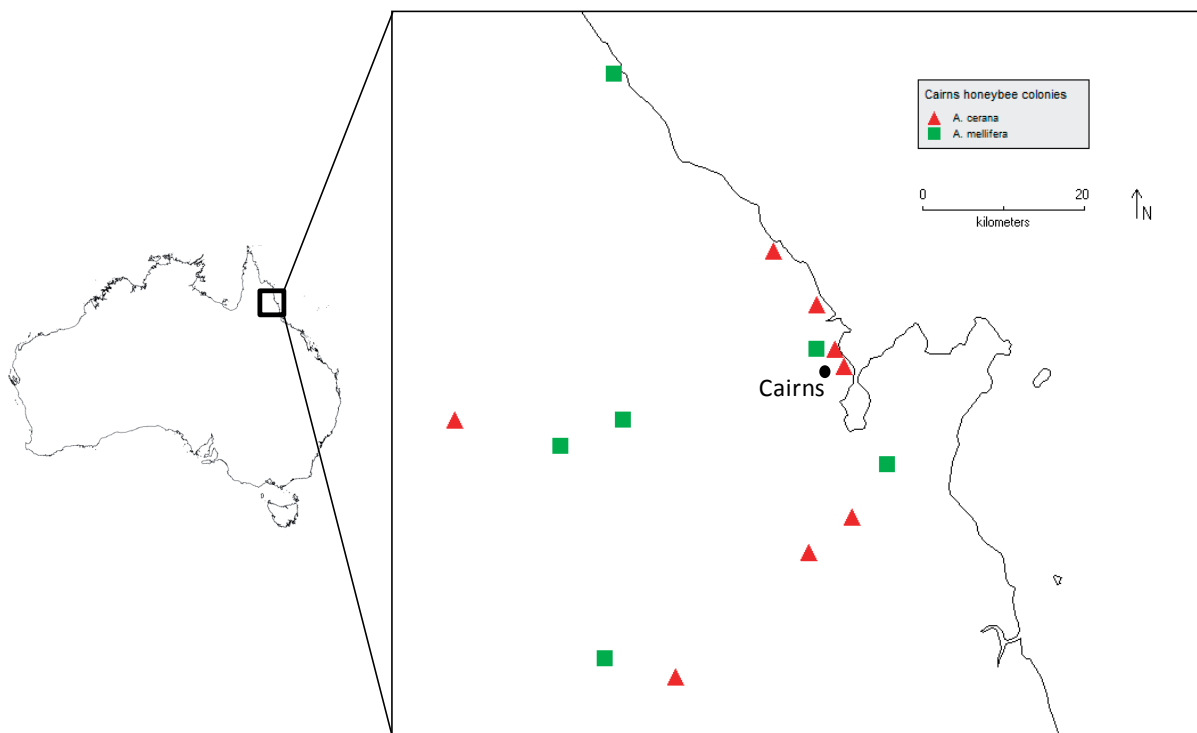 Cairns honeybee colonies
A. cerana
A. mellifera
0 20
kilometers
N
Cairns